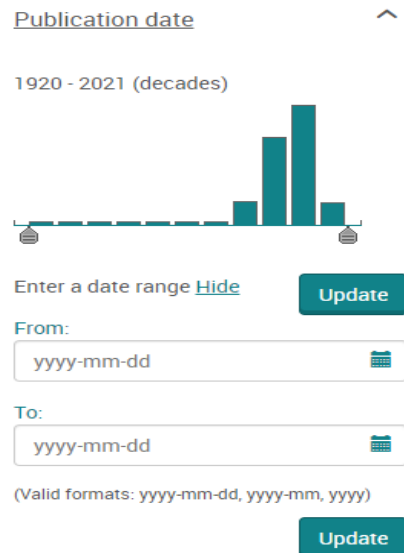 Publication date
1920 - 2021 (decades)
Enter a date range Hide
Update
From:
yyyy-mm-dd
To:
yyyy-mm-dd
(Valid formats: yyyy-mm-dd, yyyy-mm, yyyy)
Update